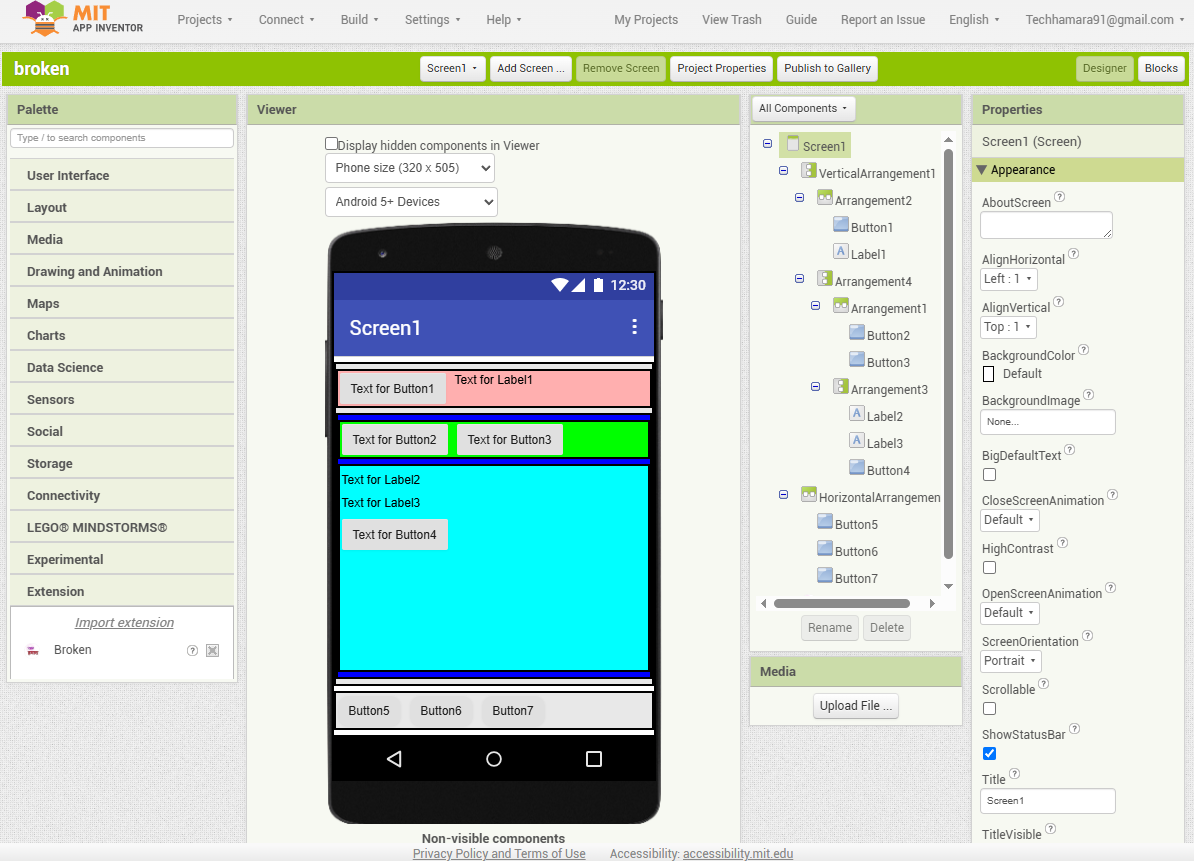 MIT
APP INVENTOR
Projects Connect Build Settings Help My Projects View Trash Guide Report an Issue English Techhamara91@gmail.com
broken
Screen1 Add Screen ... Remove Screen Project Properties Publish to Gallery Designer Blocks
Palette
Type / to search components
User Interface
Layout
Media
Drawing and Animation
Maps
Charts
Data Science
Sensors
Social
Storage
Connectivity
LEGO® MINDSTORMS®
Experimental
Extension
Import extension
Broken ?
Viewer
Display hidden components in Viewer
Phone size (320 x 505)
Android 5+ Devices
12:30
Screen1
Text for Button1 Text for Label1
Text for Button2 Text for Button3
Text for Label2
Text for Label3
Text for Button4
Button5 Button6 Button7
Non-visible components
All Components
Screen1
VerticalArrangement1
Arrangement2
Button1
A Label1
Arrangement4
Arrangement1
Button2
Button3
Arrangement3
A Label2
A Label3
Button4
HorizontalArrangemen
Button5
Button6
Button7
Rename Delete
Media
Upload File ...
Properties
Screen1 (Screen)
Appearance
AboutScreen ?
AlignHorizontal ?
Left : 1
AlignVertical ?
Top : 1
BackgroundColor ?
Default
BackgroundImage ?
None...
BigDefaultText ?
CloseScreenAnimation ?
Default
HighContrast ?
OpenScreenAnimation ?
Default
ScreenOrientation ?
Portrait
Scrollable ?
ShowStatusBar ?
Title ?
Screen1
TitleVisible ?
Privacy Policy and Terms of Use Accessibility: accessibility.mit.edu